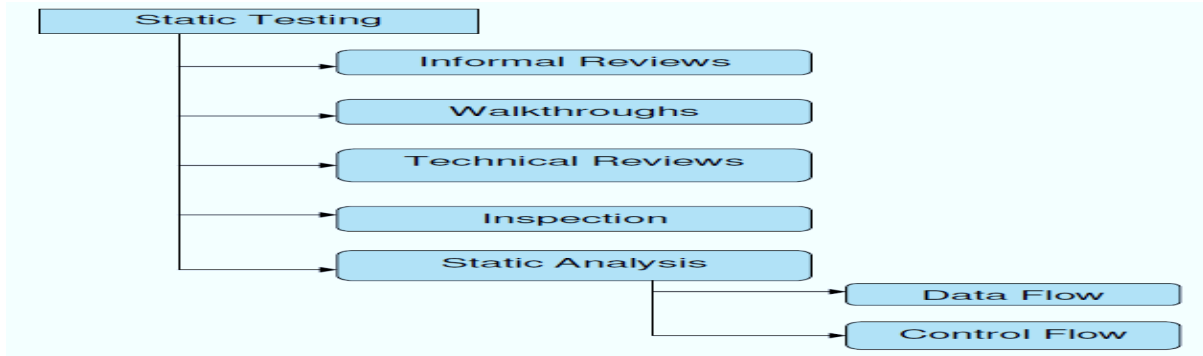 Static Testing
Informal Reviews
Walkthroughs
Technical Reviews
Inspection
Static Analysis
Data Flow
Control Flow